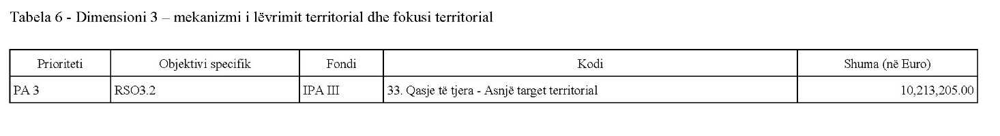 Tabela 6 - Dimensioni 3 – mekanizmi i lëvrimit territorial dhe fokusi territorial
Prioriteti Objektivi specifik Fondi Kodi Shuma (në Euro)
PA 3 RSO3.2 IPA III 33. Qasje të tjera - Asnjë target territorial 10,213,205.00